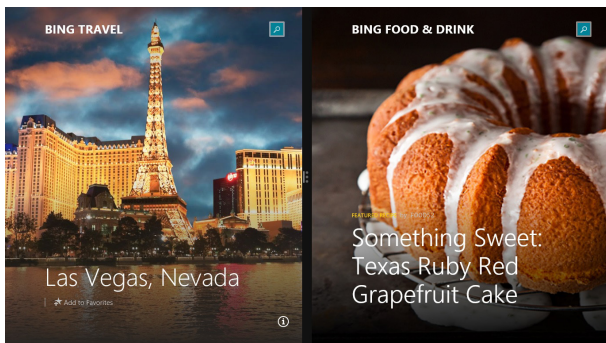 BING TRAVEL
Las Vegas, Nevada
Add to Favorites
BING FOOD & DRINK
Something Sweet:
Texas Ruby Red
Grapefruit Cake